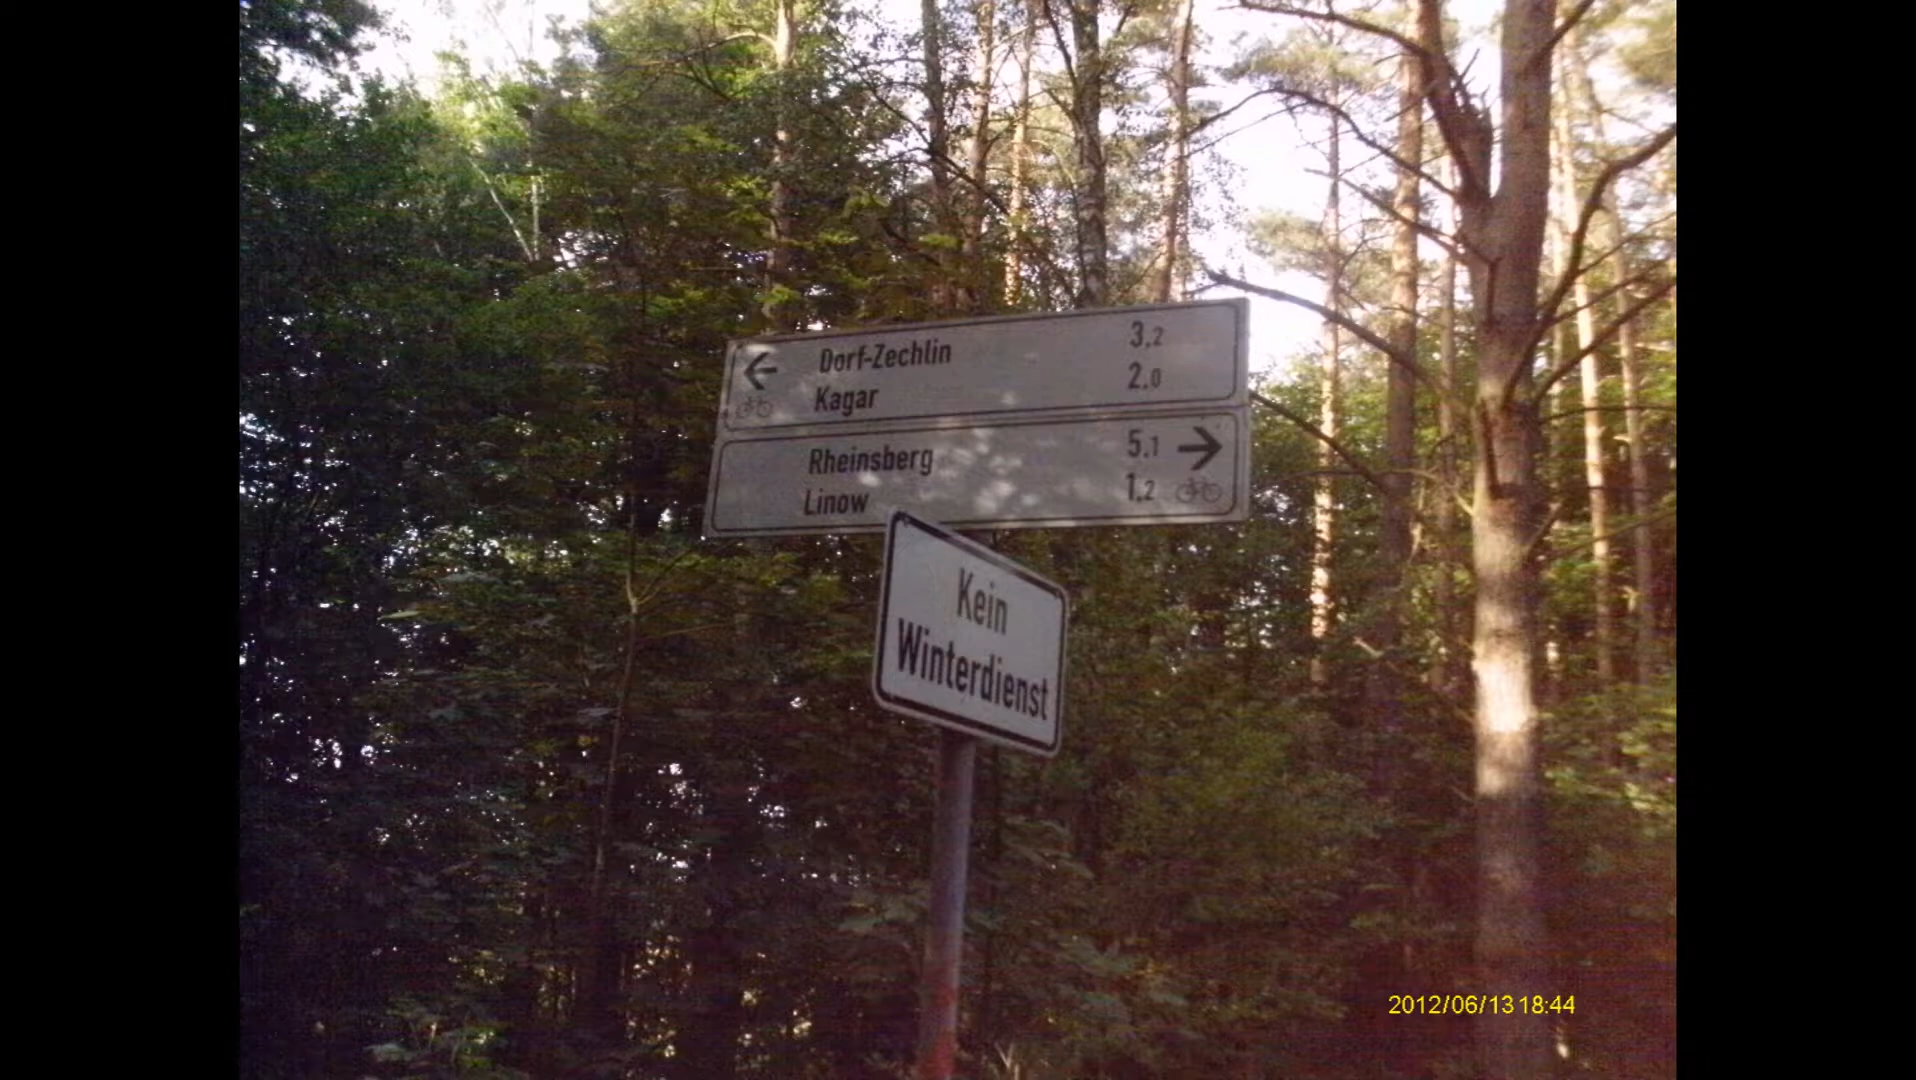 Dorf-Zechlin 3,2
Kagar 2,0
Rheinsberg 5,1
Linow 1,2
Kein
Winterdienst
2012/06/13 18:44